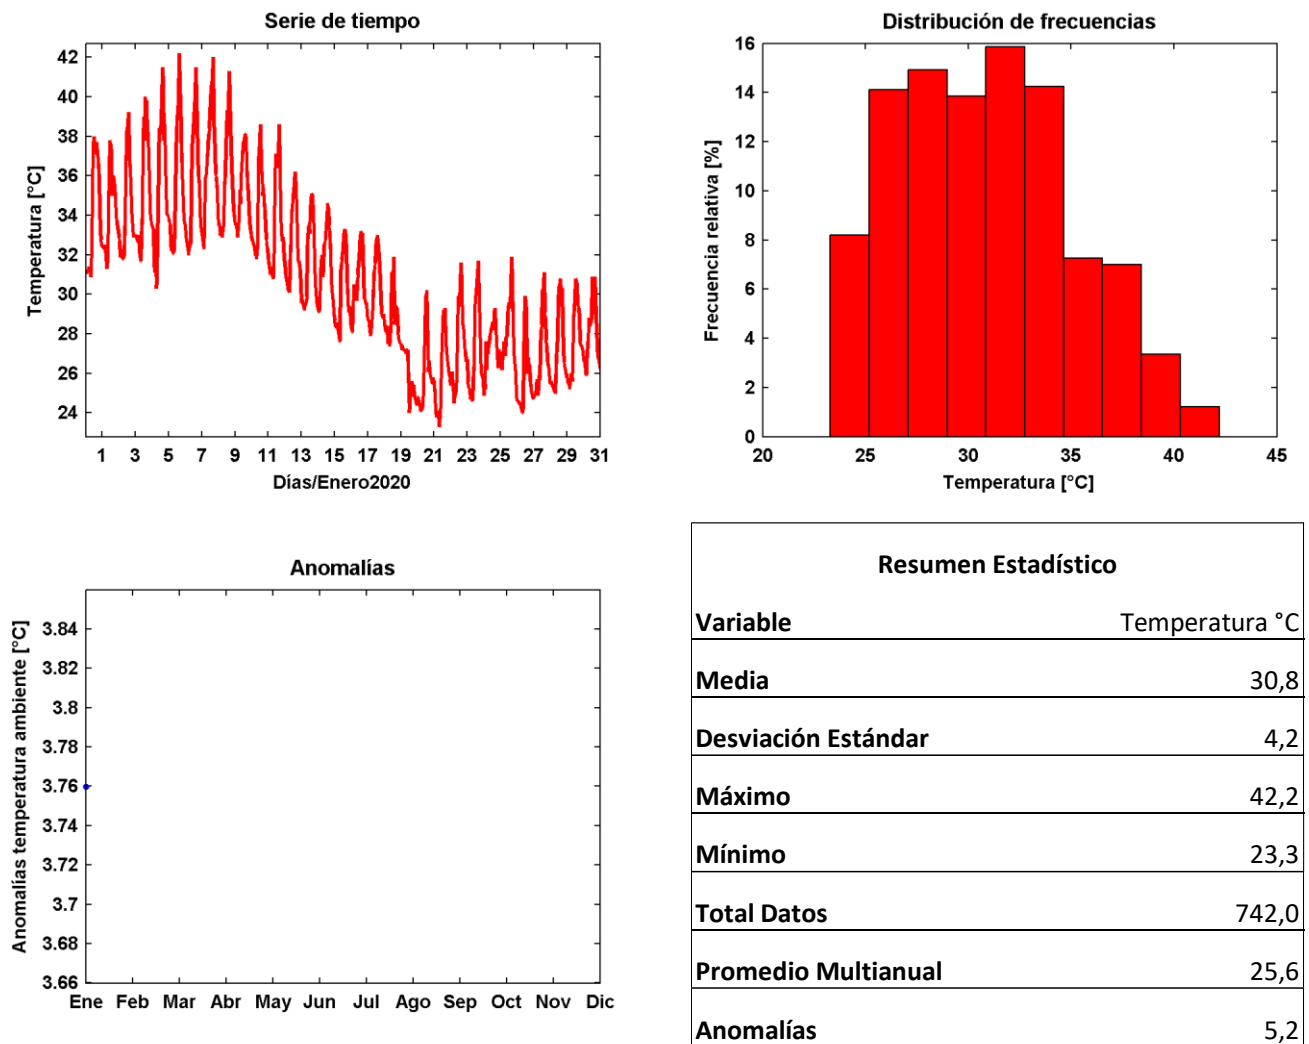 Serie de tiempo
42
40
38
36
34
32
30
28
26
24
Temperatura [°C]
1 3 5 7 9 11 13 15 17 19 21 23 25 27 29 31
Días/Enero2020
Distribución de frecuencias
16
14
12
10
8
6
4
2
0
Frecuencia relativa [%]
20 25 30 35 40 45
Temperatura [°C]
Anomalías
3.84
3.82
3.8
3.78
3.76
3.74
3.72
3.7
3.68
3.66
Anomalías temperatura ambiente [°C]
Ene Feb Mar Abr May Jun Jul Ago Sep Oct Nov Dic
Resumen Estadístico
Variable Temperatura °C
Media 30,8
Desviación Estándar 4,2
Máximo 42,2
Mínimo 23,3
Total Datos 742,0
Promedio Multianual 25,6
Anomalías 5,2